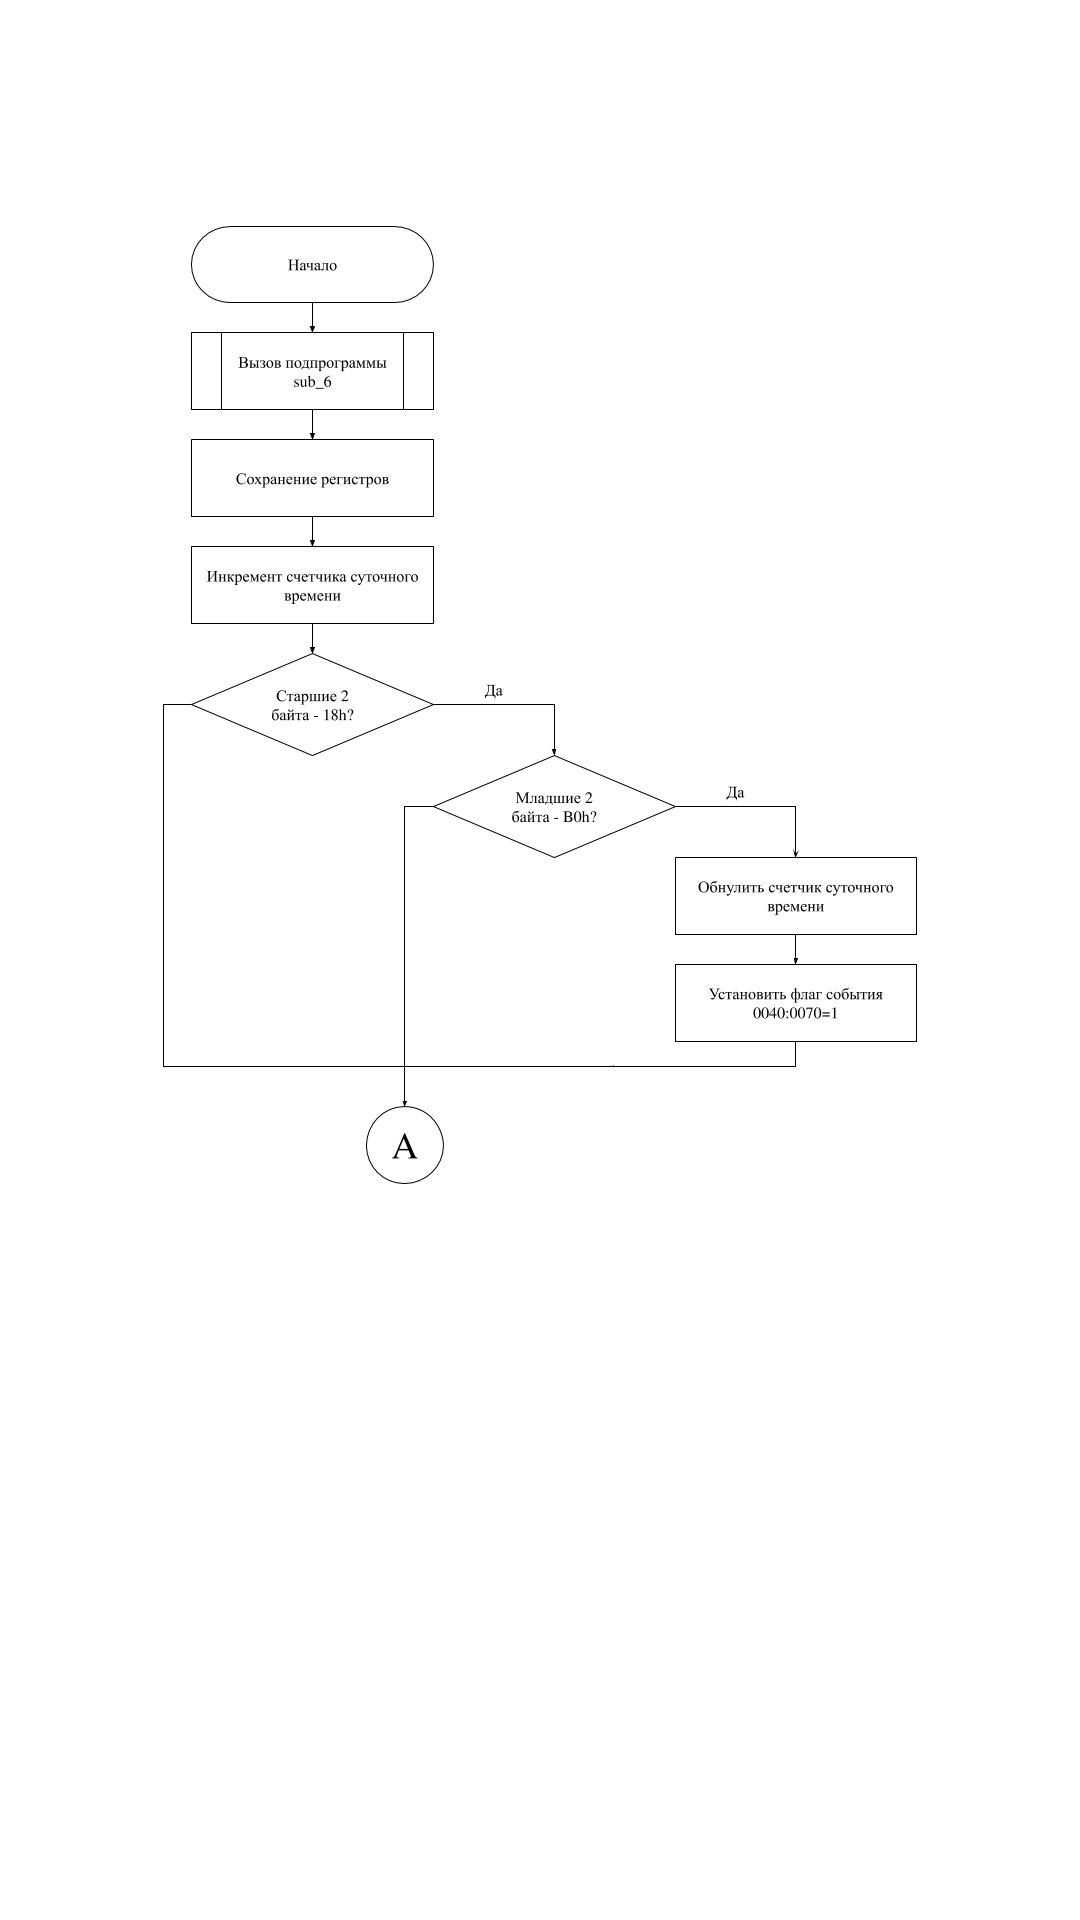 Начало
Вызов подпрограммы
sub_6
Сохранение регистров
Инкремент счетчика суточного
времени
Старшие 2
байта - 18h?
Да
Младшие 2
байта - B0h?
Да
Обнулить счетчик суточного
времени
Установить флаг события
0040:0070=1
А